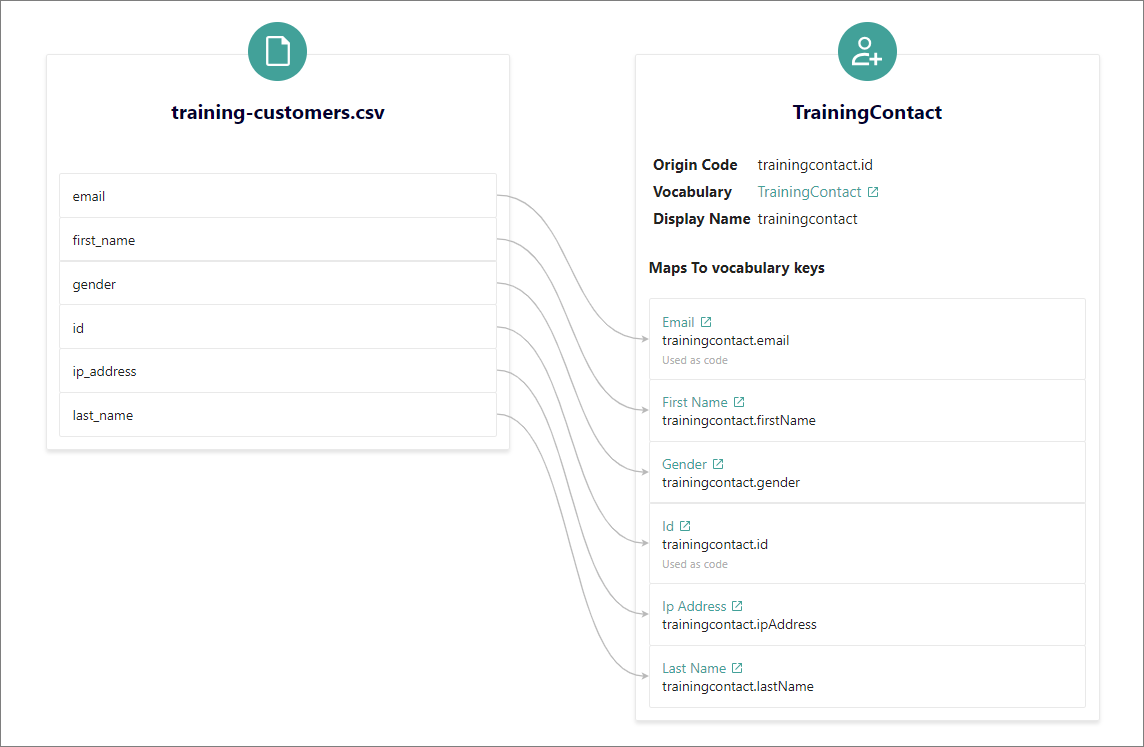 training-customers.csv
email
first_name
gender
id
ip_address
last_name
TrainingContact
Origin Code trainingcontact.id
Vocabulary TrainingContact
Display Name trainingcontact
Maps To vocabulary keys
Email
trainingcontact.email
Used as code
First Name
trainingcontact.firstName
Gender
trainingcontact.gender
Id
trainingcontact.id
Used as code
Ip Address
trainingcontact.ipAddress
Last Name
trainingcontact.lastName